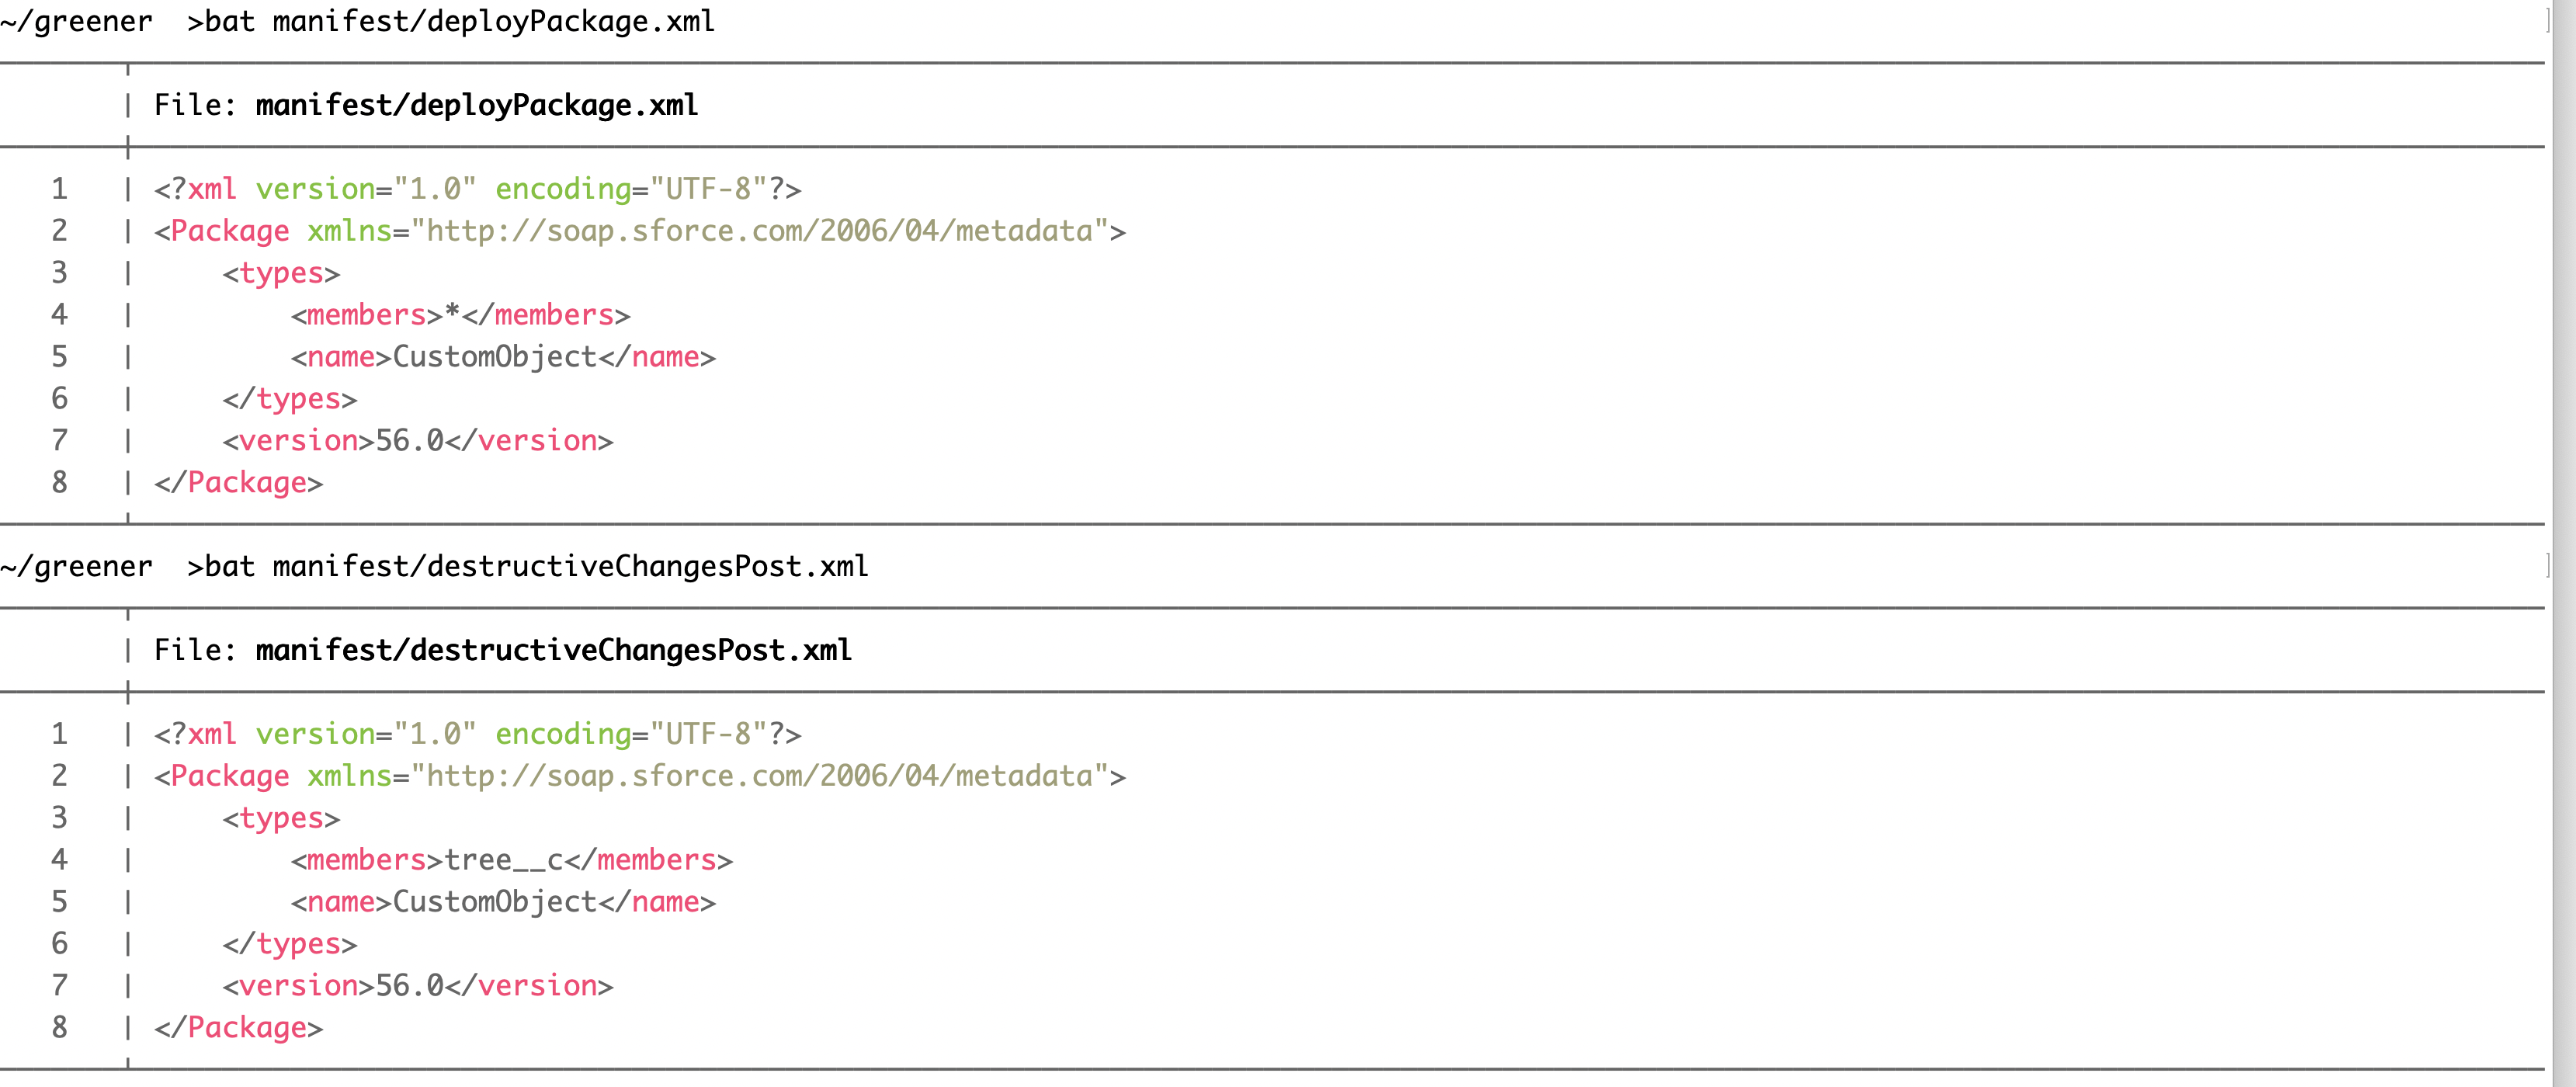 ~/greener  >bat manifest/deployPackage.xml
File: manifest/deployPackage.xml
1 <?xml version="1.0" encoding="UTF-8"?>
2 <Package xmlns="http://soap.sforce.com/2006/04/metadata">
3     <types>
4         <members>*</members>
5         <name>CustomObject</name>
6     </types>
7     <version>56.0</version>
8 </Package>
~/greener  >bat manifest/destructiveChangesPost.xml
File: manifest/destructiveChangesPost.xml
1 <?xml version="1.0" encoding="UTF-8"?>
2 <Package xmlns="http://soap.sforce.com/2006/04/metadata">
3     <types>
4         <members>tree__c</members>
5         <name>CustomObject</name>
6     </types>
7     <version>56.0</version>
8 </Package>